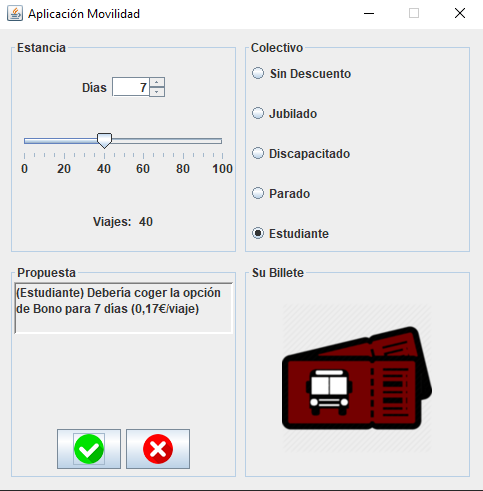 Aplicación Movilidad
Estancia
Días 7
0 20 40 60 80 100
Viajes: 40
Colectivo
Sin Descuento
Jubilado
Discapacitado
Parado
Estudiante
Propuesta
(Estudiante) Debería coger la opción
de Bono para 7 días (0,17€/viaje)
Su Billete